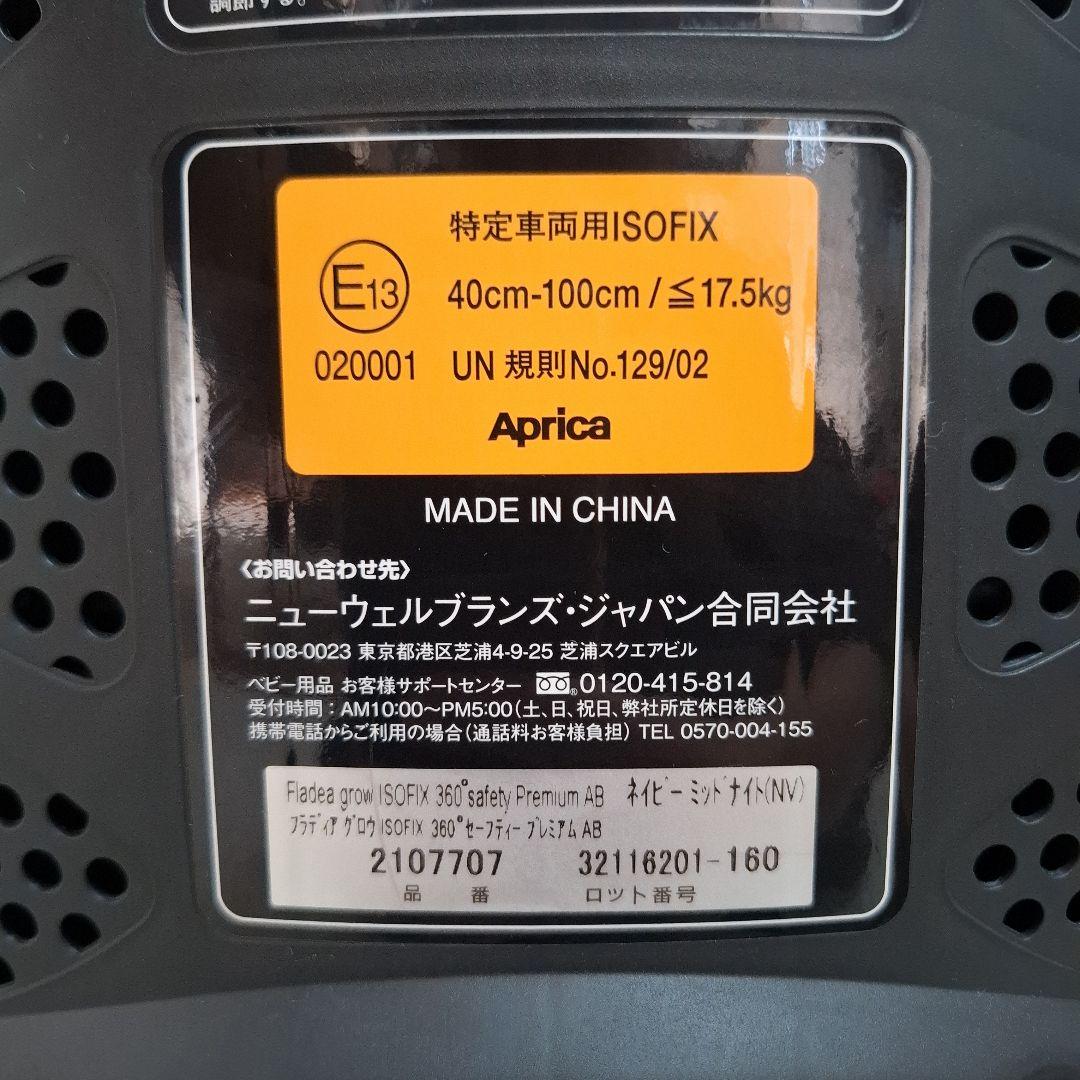 調節する。
特定車両用ISOFIX
E13
40cm-100cm / ≦17.5kg
020001 UN 規則No.129/02
Aprica
MADE IN CHINA
〈お問い合わせ先〉
ニューウェルブランズ・ジャパン合同会社
〒108-0023 東京都港区芝浦4-9-25 芝浦スクエアビル
ベビー用品 お客様サポートセンター 0120-415-814
受付時間：AM10:00～PM5:00（土、日、祝日、弊社所定休日を除く）
携帯電話からご利用の場合（通話料お客様負担） TEL 0570-004-155
Fladea grow ISOFIX 360°safety Premium AB ネイビー ミッドナイト(NV)
フラディア グロウ ISOFIX 360°セーフティー プレミアム AB
2107707 32116201-160
品 番 ロット番号